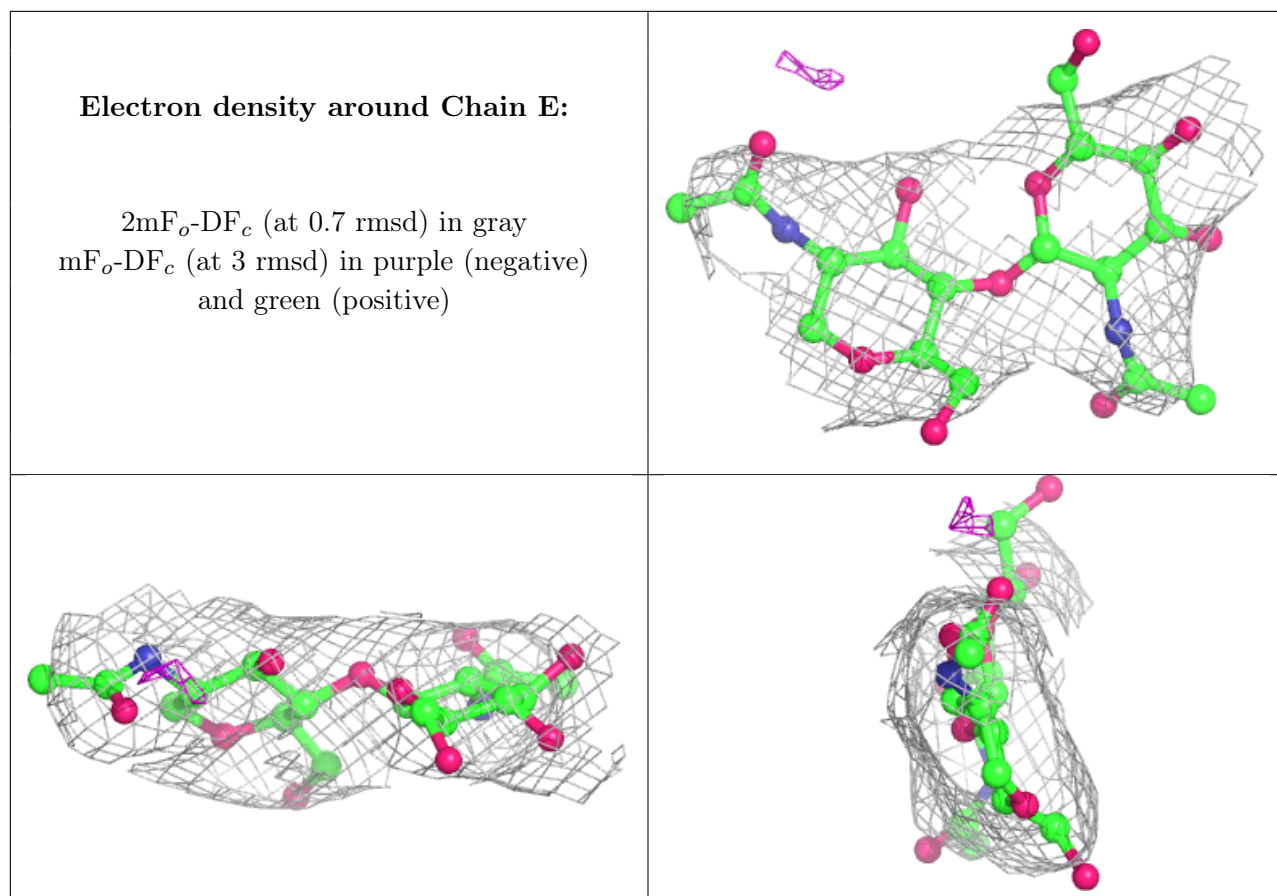 Electron density around Chain E:
2mFo-DFc (at 0.7 rmsd) in gray
mFo-DFc (at 3 rmsd) in purple (negative)
and green (positive)